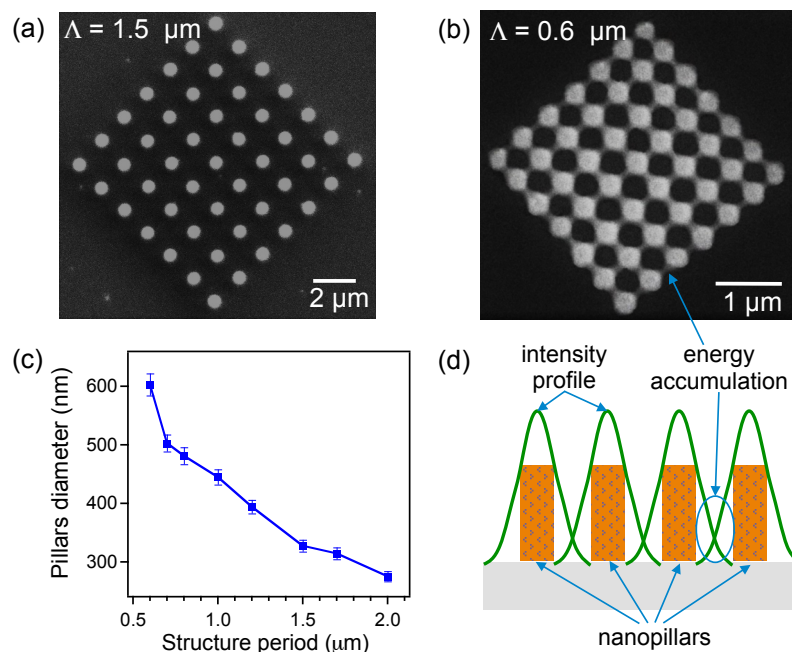 (a)
Λ = 1.5 μm
2 μm
(b)
Λ = 0.6 μm
1 μm
(c)
Pillars diameter (nm)
600
500
400
300
0.5
1.0
1.5
2.0
Structure period (μm)
(d)
intensity
profile
energy
accumulation
nanopillars